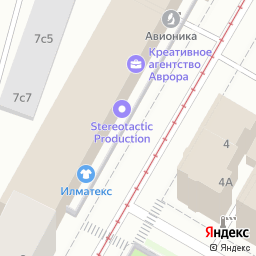 Авионика
7с5
Креативное
агентство
Аврора
7с7
Stereotactic
Production
4
Илматекс
4А
Яндекс